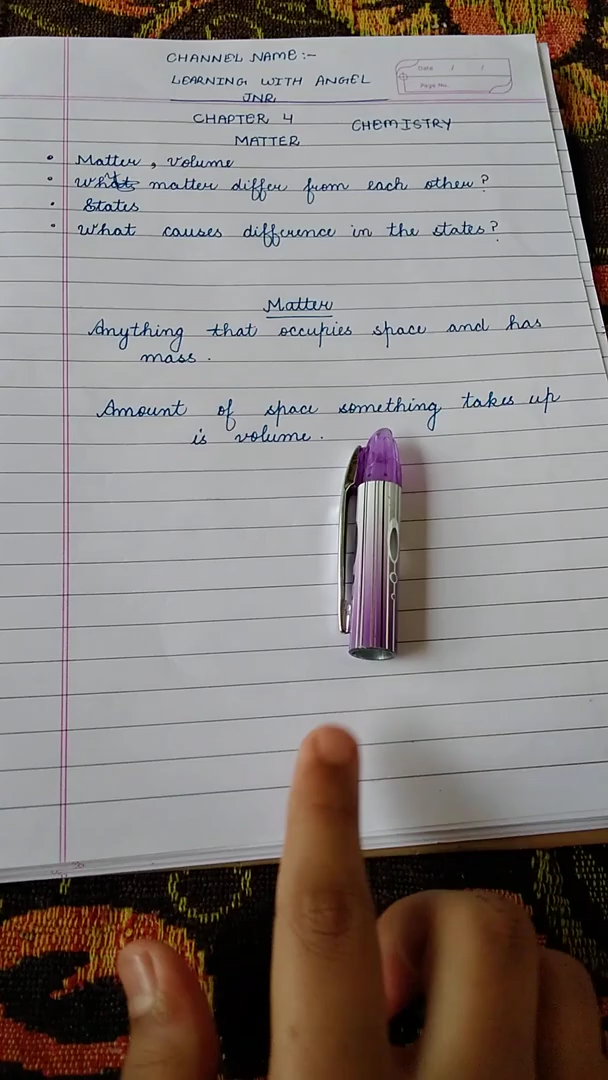 CHANNEL NAME :-
LEARNING WITH ANGEL
JNR
Date / /
Page No.
CHAPTER 4 CHEMISTRY
MATTER
• Matter, volume
• What matter differ from each other?
• States
• What causes difference in the states?
Matter
Anything that occupies space and has
mass.
Amount of space something takes up
is volume.